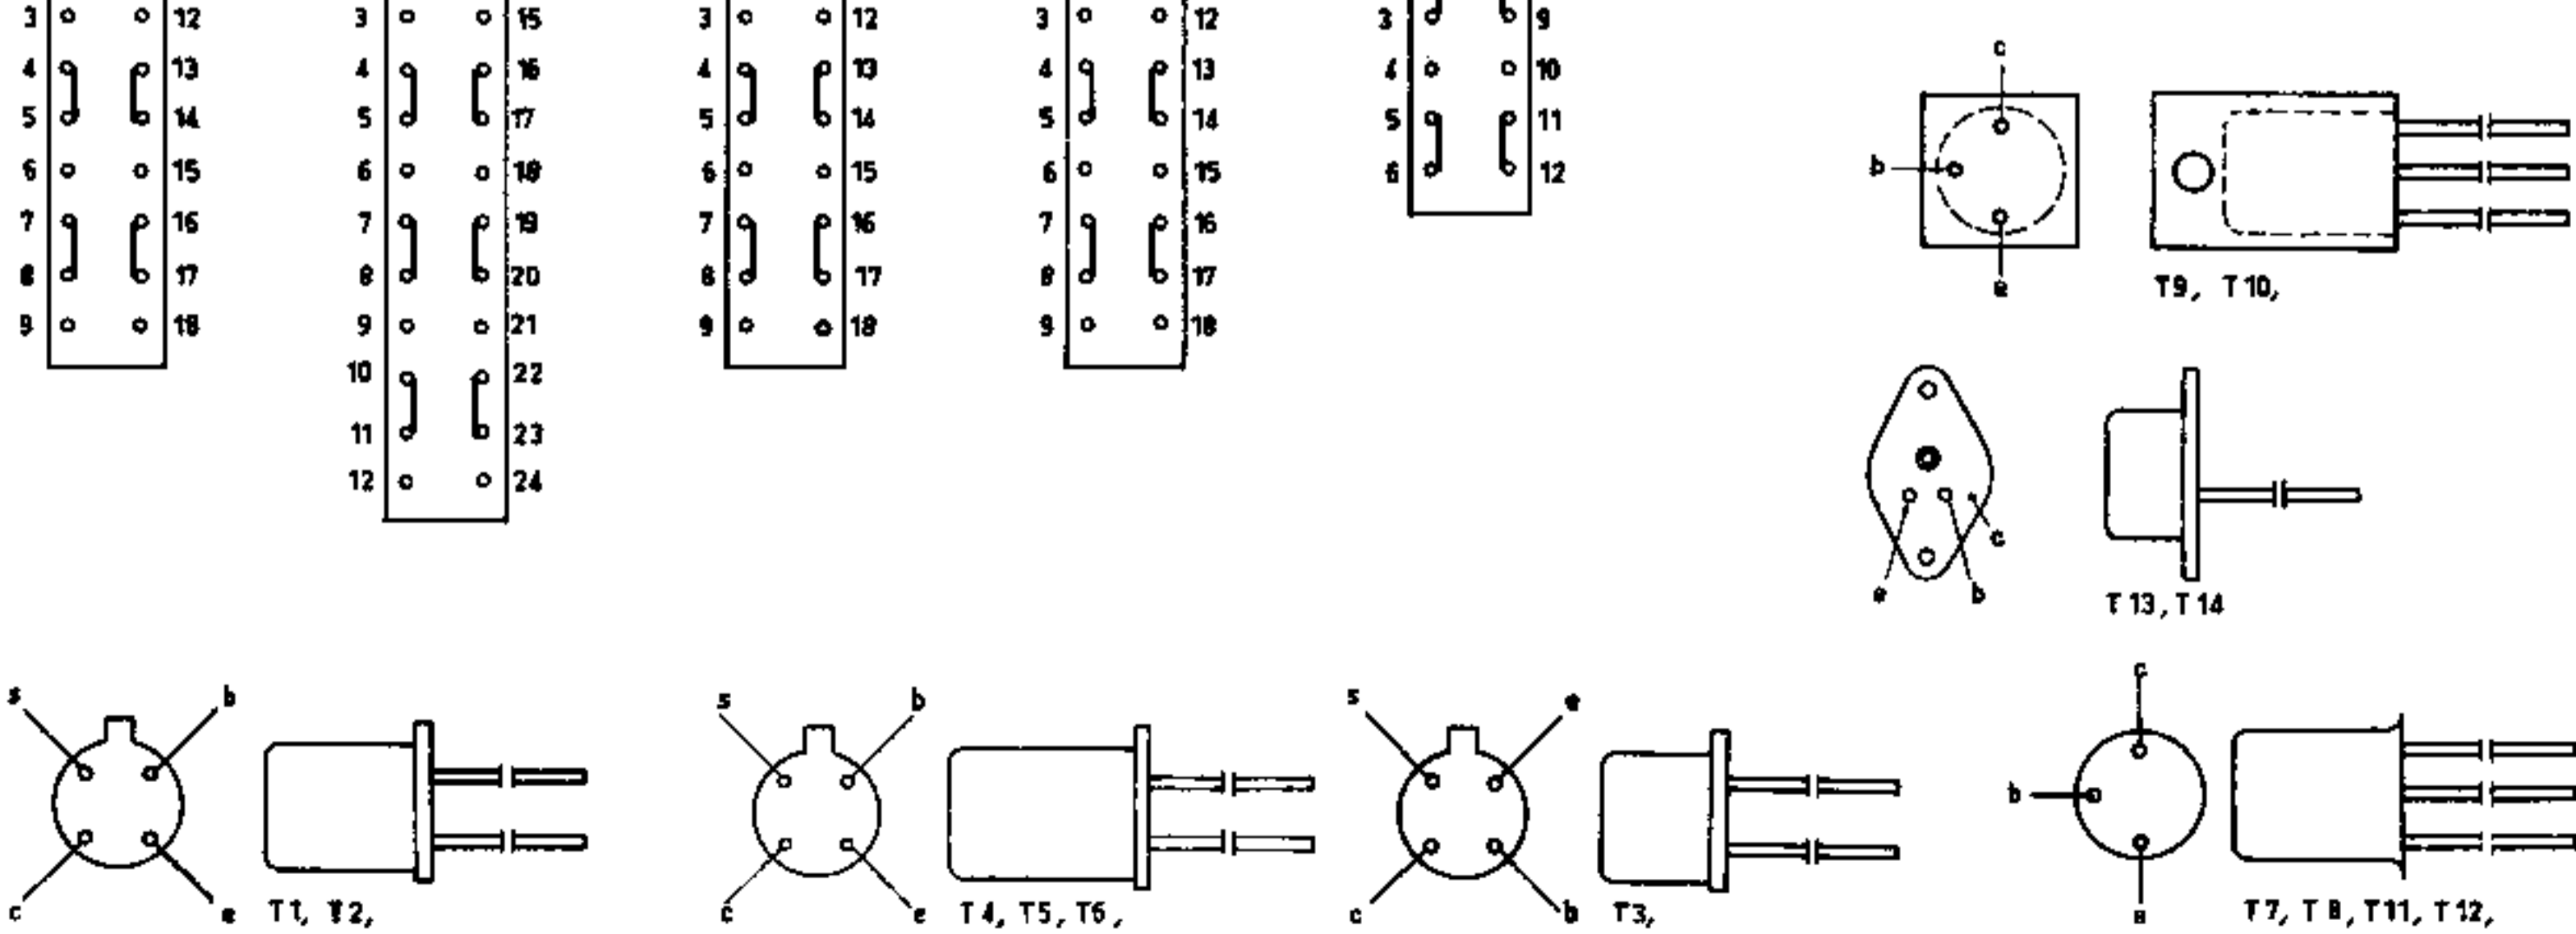 3 12 3 15 3 12 3 12 3 9
c
4 13 4 16 4 13 4 13 4 10
5 14 5 17 5 14 5 14 5 11
b
6 15 6 18 6 15 6 15 6 12
7 16 7 19 7 16 7 16
8 17 8 20 8 17 8 17
e T9, T10,
9 18 9 21 9 18 9 18
10 22
11 23
12 24
c
e b
T13, T14
c
s b s b s e
b
c e T1, T2, c e T4, T5, T6, c b T3, e T7, T8, T11, T12,